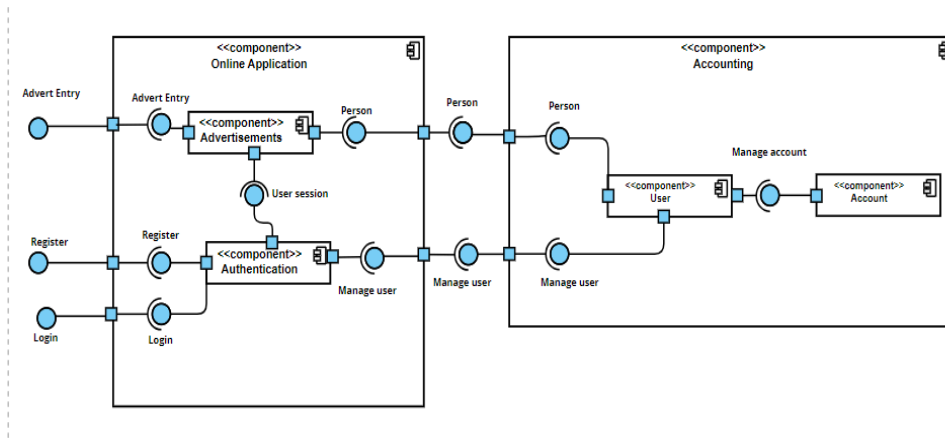 <<component>>
Online Application
<<component>>
Accounting
Advert Entry
Advert Entry
<<component>>
Advertisements
Person
Person
Person
Manage account
<<component>>
User
<<component>>
Account
User session
Register
Register
<<component>>
Authentication
Manage user
Manage user
Manage user
Login
Login